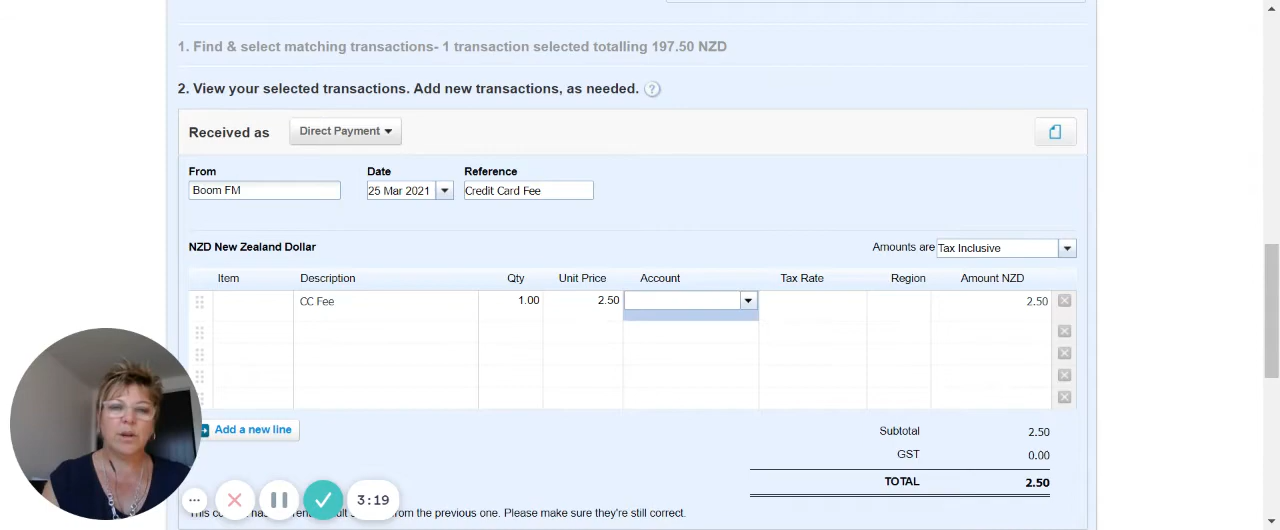 1. Find & select matching transactions- 1 transaction selected totalling 197.50 NZD
2. View your selected transactions. Add new transactions, as needed. ?
Received as Direct Payment
From Date Reference
Boom FM 25 Mar 2021 Credit Card Fee
NZD New Zealand Dollar Amounts are Tax Inclusive
Item Description Qty Unit Price Account Tax Rate Region Amount NZD
CC Fee 1.00 2.50 2.50
Add a new line
Subtotal 2.50
GST 0.00
TOTAL 2.50
3:19
from the previous one. Please make sure they're still correct.